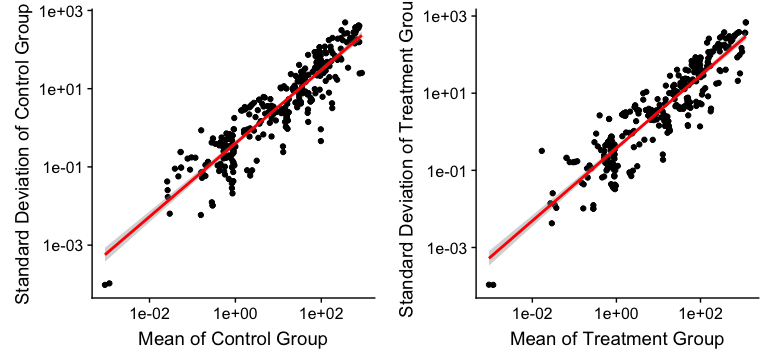 Standard Deviation of Control Group
1e+03
1e+01
1e-01
1e-03
1e-02
1e+00
1e+02
Mean of Control Group
Standard Deviation of Treatment Grou
1e+03
1e+01
1e-01
1e-03
1e-02
1e+00
1e+02
Mean of Treatment Group